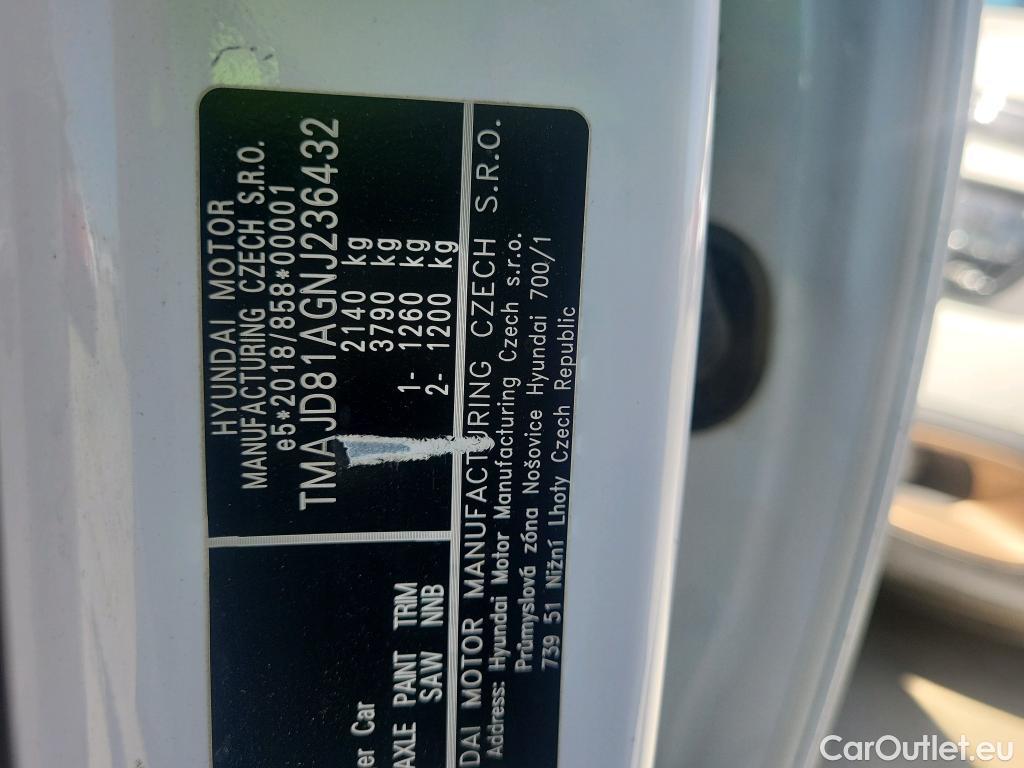 HYUNDAI MOTOR
MANUFACTURING CZECH S.R.O.
e5*2018/858*00001
TMAJD81AGNJ236432
2140 kg
3790 kg
1- 1260 kg
2- 1200 kg
er Car
AXLE PAINT TRIM
SAW NNB
DAI MOTOR MANUFACTURING CZECH S.R.O.
Address: Hyundai Motor Manufacturing Czech s.r.o.
Průmyslová zóna Nošovice Hyundai 700/1
739 51 Nižní Lhoty Czech Republic
CarOutlet.eu